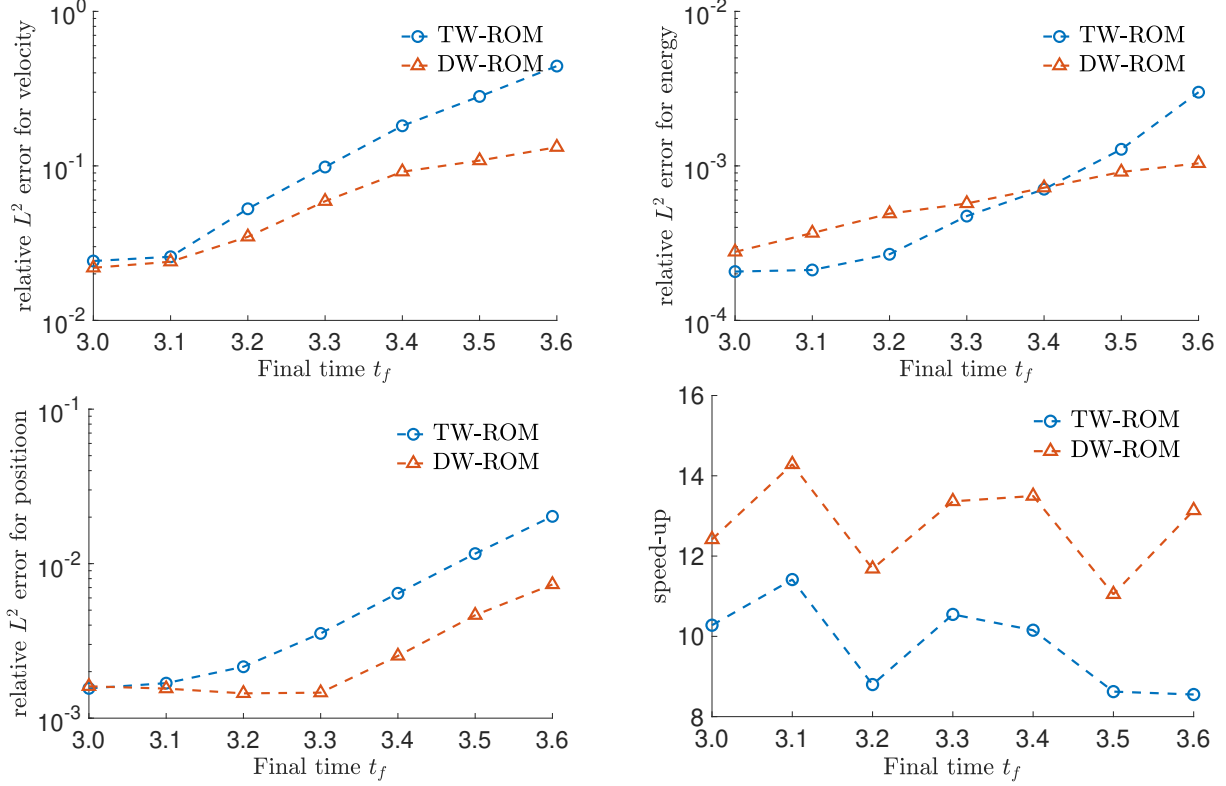 relative L² error for velocity
10⁰
10⁻¹
10⁻²
TW-ROM
DW-ROM
3.0 3.1 3.2 3.3 3.4 3.5 3.6
Final time t_f
relative L² error for energy
10⁻²
10⁻³
10⁻⁴
TW-ROM
DW-ROM
3.0 3.1 3.2 3.3 3.4 3.5 3.6
Final time t_f
relative L² error for positioon
10⁻¹
10⁻²
10⁻³
TW-ROM
DW-ROM
3.0 3.1 3.2 3.3 3.4 3.5 3.6
Final time t_f
speed-up
16
14
12
10
8
TW-ROM
DW-ROM
3.0 3.1 3.2 3.3 3.4 3.5 3.6
Final time t_f